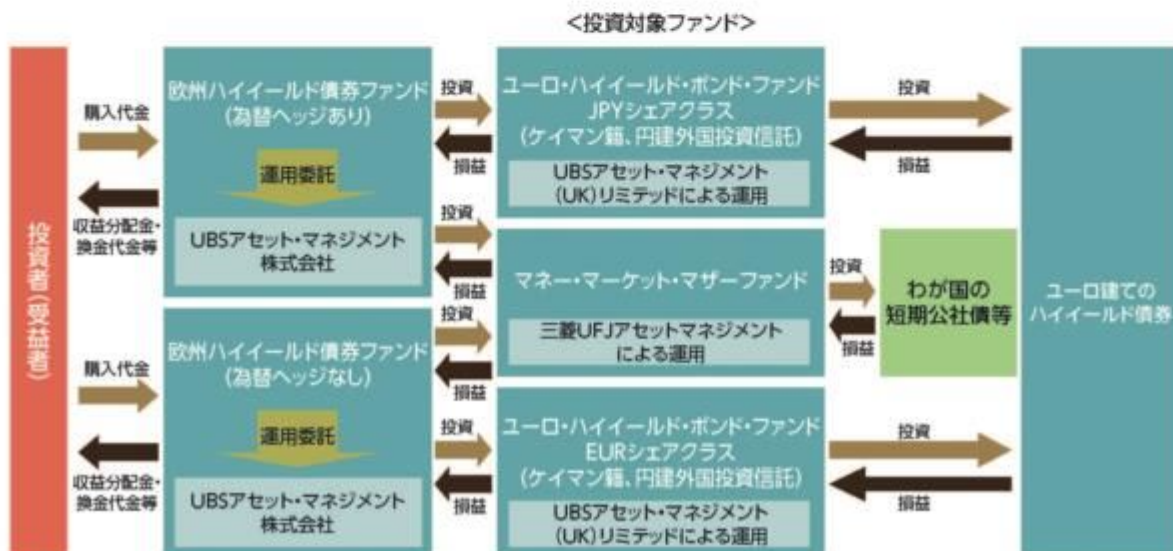 <投資対象ファンド>
投資者(受益者)
購入代金
収益分配金・
換金代金等
購入代金
収益分配金・
換金代金等
欧州ハイイールド債券ファンド
(為替ヘッジあり)
運用委託
UBSアセット・マネジメント
株式会社
欧州ハイイールド債券ファンド
(為替ヘッジなし)
運用委託
UBSアセット・マネジメント
株式会社
投資
損益
投資
損益
投資
損益
投資
損益
ユーロ・ハイイールド・ボンド・ファンド
JPYシェアクラス
(ケイマン籍、円建外国投資信託)
UBSアセット・マネジメント
(UK)リミテッドによる運用
マネー・マーケット・マザーファンド
三菱UFJアセットマネジメント
による運用
ユーロ・ハイイールド・ボンド・ファンド
EURシェアクラス
(ケイマン籍、円建外国投資信託)
UBSアセット・マネジメント
(UK)リミテッドによる運用
投資
損益
投資
損益
わが国の
短期公社債等
投資
損益
ユーロ建ての
ハイイールド債券